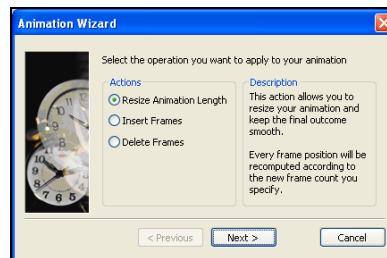 Animation Wizard
Select the operation you want to apply to your animation
Actions
Resize Animation Length
Insert Frames
Delete Frames
Description
This action allows you to
resize your animation and
keep the final outcome
smooth.
Every frame position will be
recomputed according to
the new frame count you
specify.
< Previous
Next >
Cancel